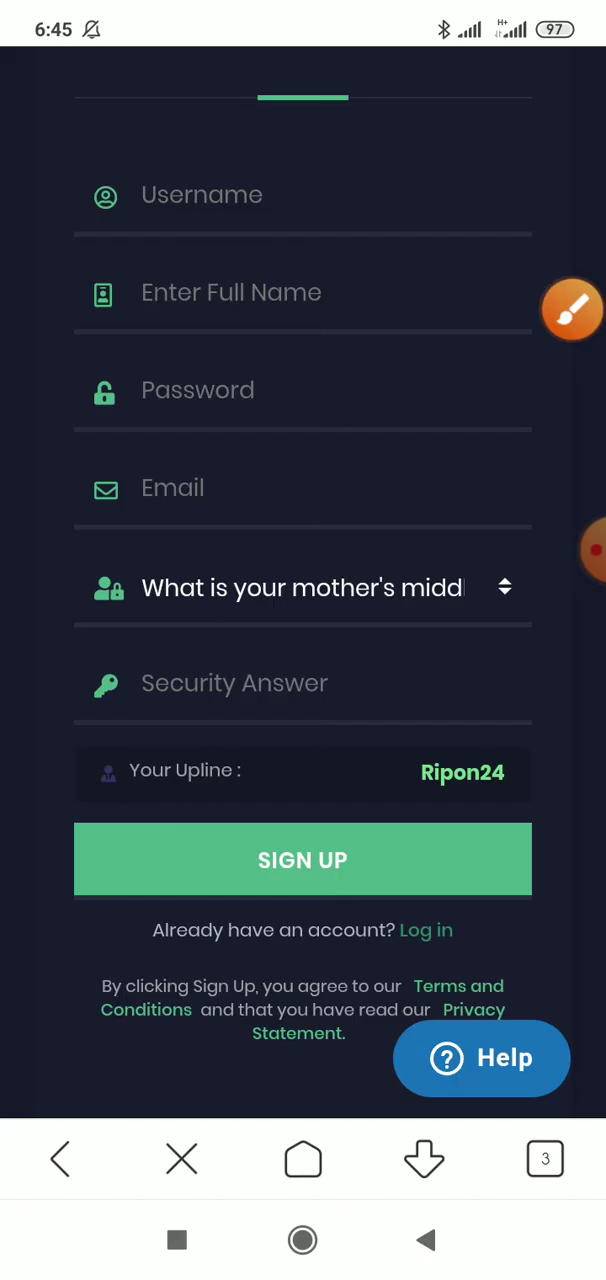 6:45 H+ 97
Username
Enter Full Name
Password
Email
What is your mother's midd
Security Answer
Your Upline : Ripon24
SIGN UP
Already have an account? Log in
By clicking Sign Up, you agree to our Terms and
Conditions and that you have read our Privacy
Statement.
? Help
3